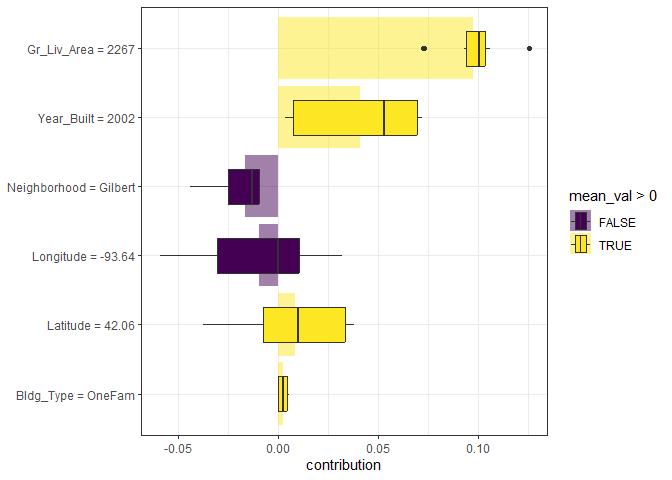 Gr_Liv_Area = 2267
Year_Built = 2002
Neighborhood = Gilbert
Longitude = -93.64
Latitude = 42.06
Bldg_Type = OneFam
-0.05 0.00 0.05 0.10
contribution
mean_val > 0
FALSE
TRUE